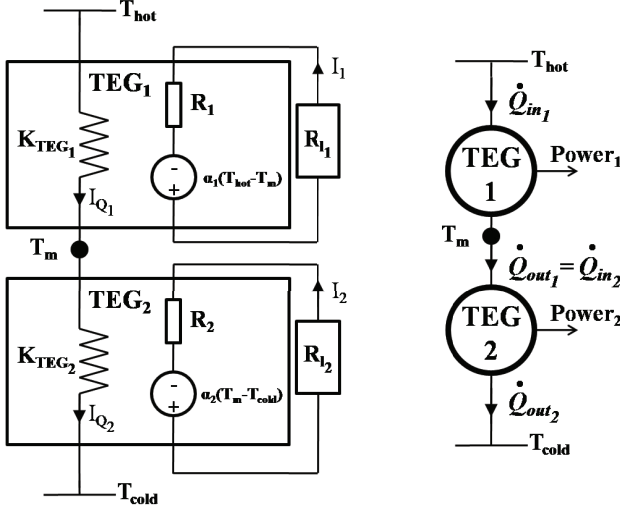 T_hot
TEG_1
K_TEG_1
I_Q_1
R_1
-
+
α_1(T_hot-T_m)
I_1
R_l_1
T_m
TEG_2
K_TEG_2
I_Q_2
R_2
-
+
α_2(T_m-T_cold)
I_2
R_l_2
T_cold
T_hot
Q̇_in_1
TEG
1
Power_1
T_m
Q̇_out_1=Q̇_in_2
TEG
2
Power_2
Q̇_out_2
T_cold